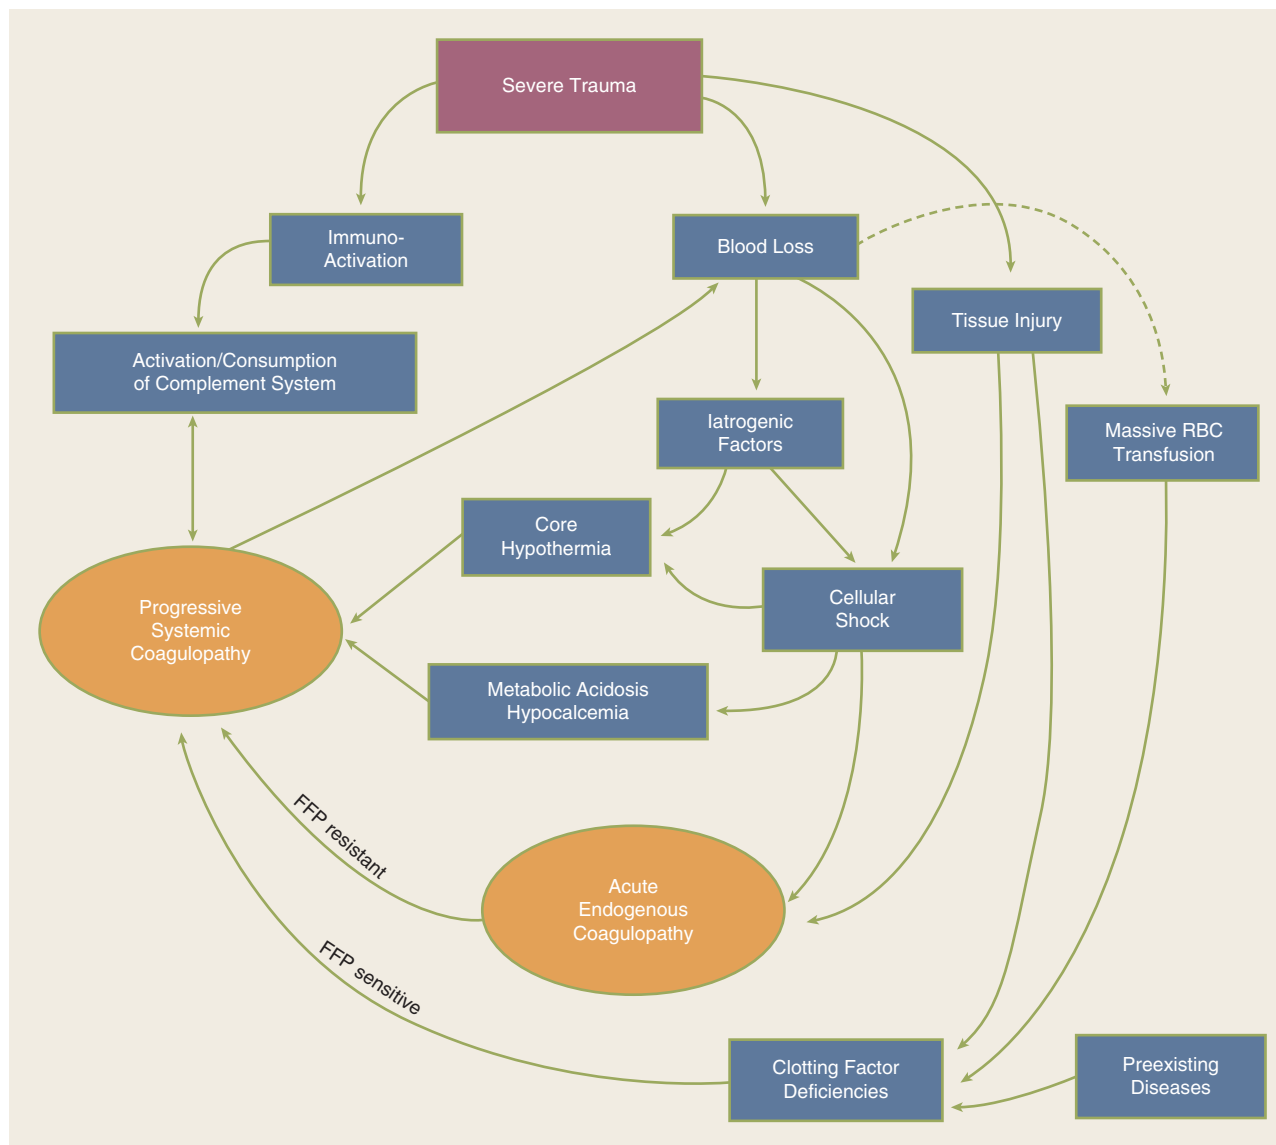 Severe Trauma
Immuno-
Activation
Blood Loss
Tissue Injury
Activation/Consumption
of Complement System
Iatrogenic
Factors
Massive RBC
Transfusion
Core
Hypothermia
Cellular
Shock
Progressive
Systemic
Coagulopathy
Metabolic Acidosis
Hypocalcemia
FFP resistant
Acute
Endogenous
Coagulopathy
FFP sensitive
Clotting Factor
Deficiencies
Preexisting
Diseases